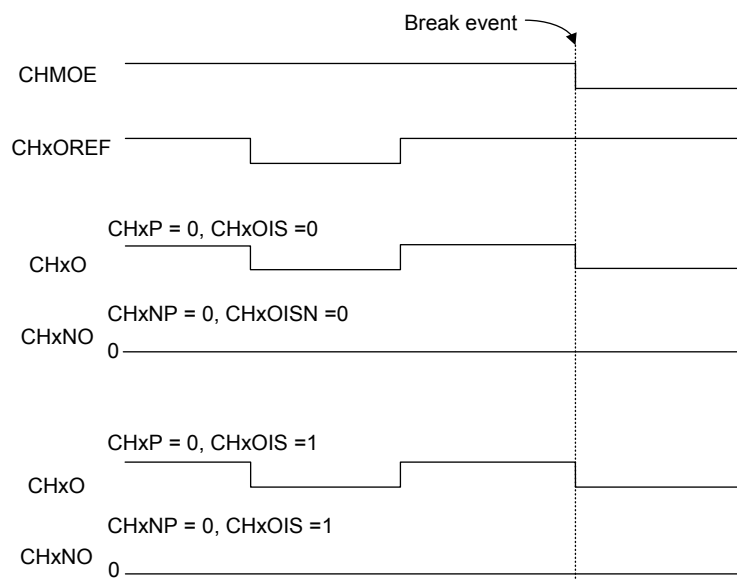 Break event
CHMOE
CHxOREF
CHxP = 0, CHxOIS =0
CHxO
CHxNP = 0, CHxOISN =0
CHxNO
0
CHxP = 0, CHxOIS =1
CHxO
CHxNP = 0, CHxOIS =1
CHxNO
0